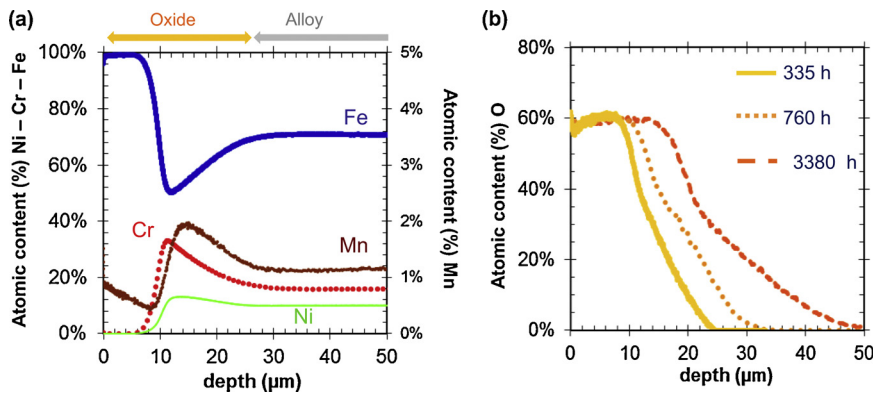 (a)
Oxide
Alloy
Atomic content (%) Ni – Cr – Fe
100%
80%
60%
40%
20%
0%
5%
4%
3%
2%
1%
0%
Atomic content (%) Mn
Fe
Cr
Mn
Ni
0
10
20
30
40
50
depth (µm)
(b)
Atomic content (%) O
80%
60%
40%
20%
0%
335 h
760 h
3380 h
0
10
20
30
40
50
depth (µm)